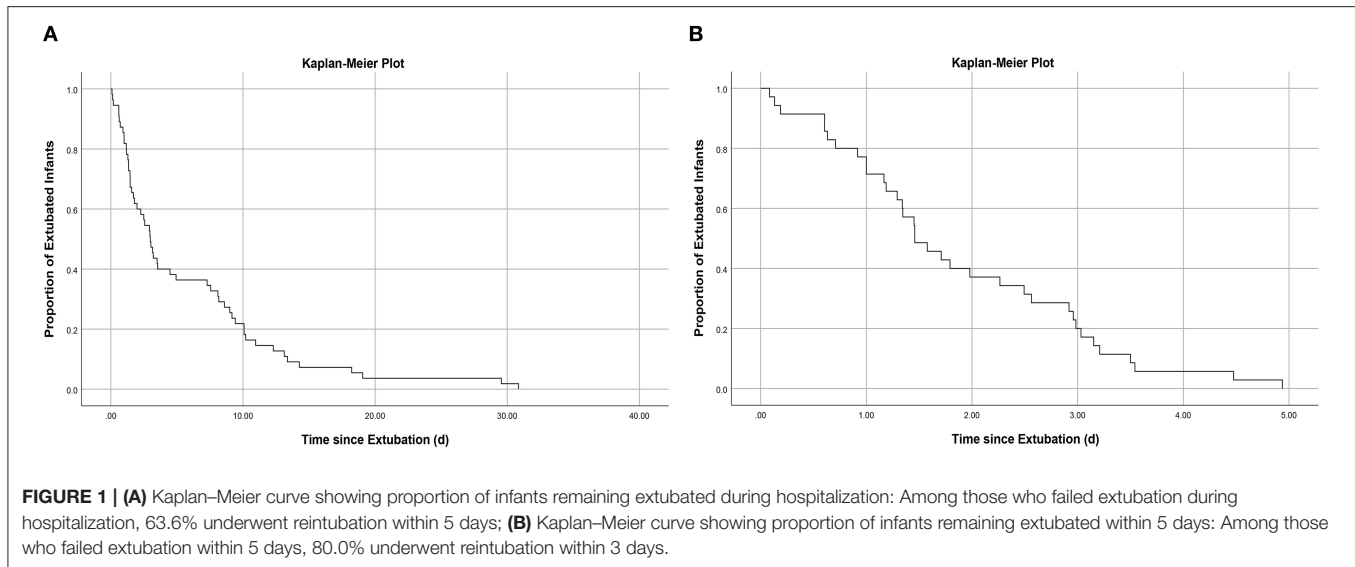 A
Kaplan-Meier Plot
Proportion of Extubated Infants
1.0
0.8
0.6
0.4
0.2
0.0
.00 10.00 20.00 30.00 40.00
Time since Extubation (d)
B
Kaplan-Meier Plot
Proportion of Extubated Infants
1.0
0.8
0.6
0.4
0.2
0.0
.00 1.00 2.00 3.00 4.00 5.00
Time since Extubation (d)
FIGURE 1 | (A) Kaplan–Meier curve showing proportion of infants remaining extubated during hospitalization: Among those who failed extubation during
hospitalization, 63.6% underwent reintubation within 5 days; (B) Kaplan–Meier curve showing proportion of infants remaining extubated within 5 days: Among those
who failed extubation within 5 days, 80.0% underwent reintubation within 3 days.